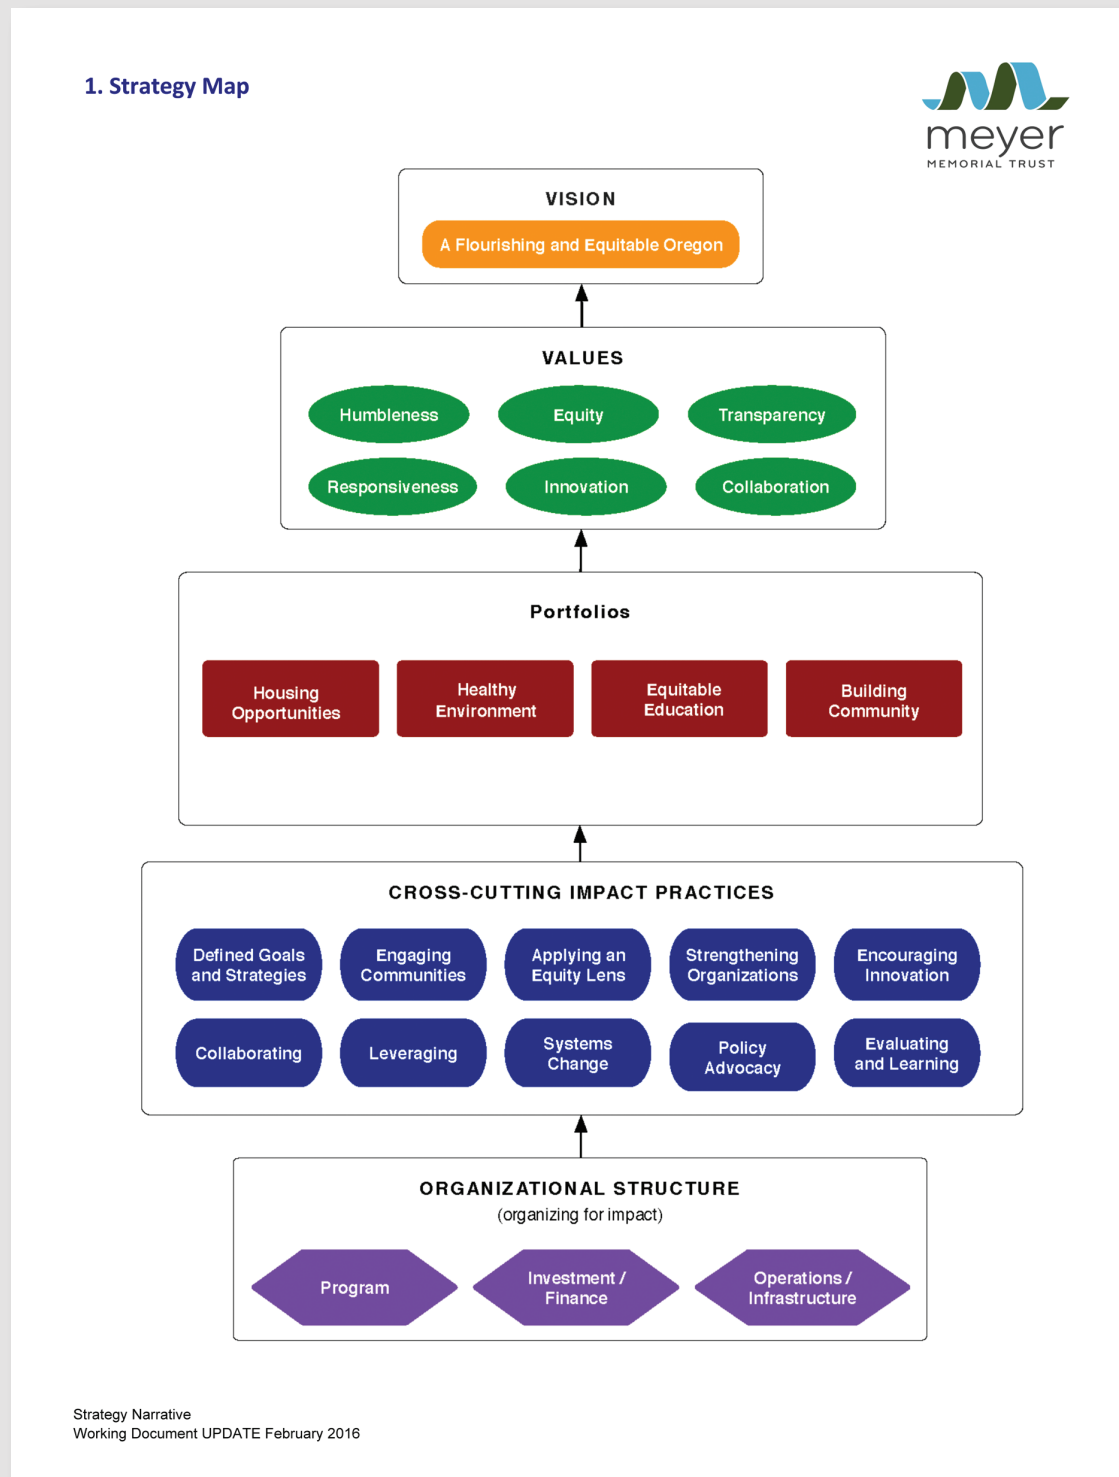 1. Strategy Map
meyer
MEMORIAL TRUST
VISION
A Flourishing and Equitable Oregon
VALUES
Humbleness
Equity
Transparency
Responsiveness
Innovation
Collaboration
Portfolios
Housing
Opportunities
Healthy
Environment
Equitable
Education
Building
Community
CROSS-CUTTING IMPACT PRACTICES
Defined Goals
and Strategies
Engaging
Communities
Applying an
Equity Lens
Strengthening
Organizations
Encouraging
Innovation
Collaborating
Leveraging
Systems
Change
Policy
Advocacy
Evaluating
and Learning
ORGANIZATIONAL STRUCTURE
(organizing for impact)
Program
Investment /
Finance
Operations /
Infrastructure
Strategy Narrative
Working Document UPDATE February 2016